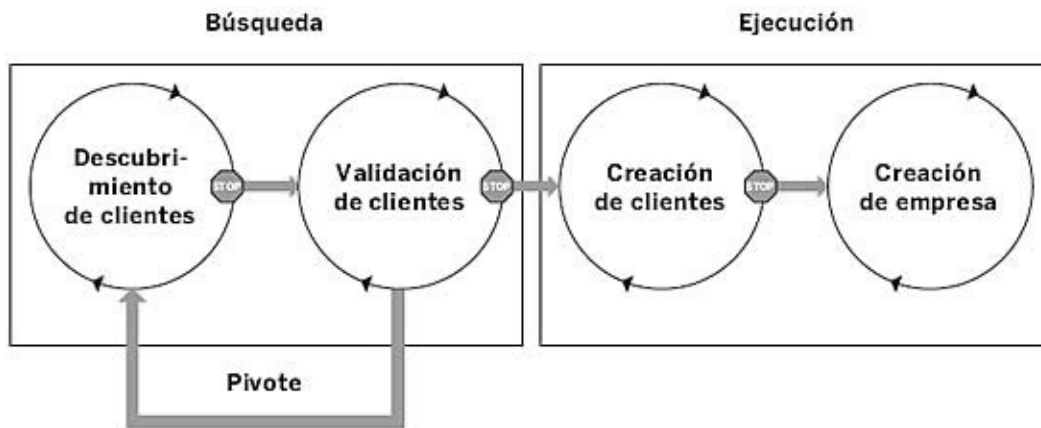 Búsqueda
Ejecución
Descubri-
miento
de clientes
STOP
Validación
de clientes
STOP
Creación
de clientes
STOP
Creación
de empresa
Pivote